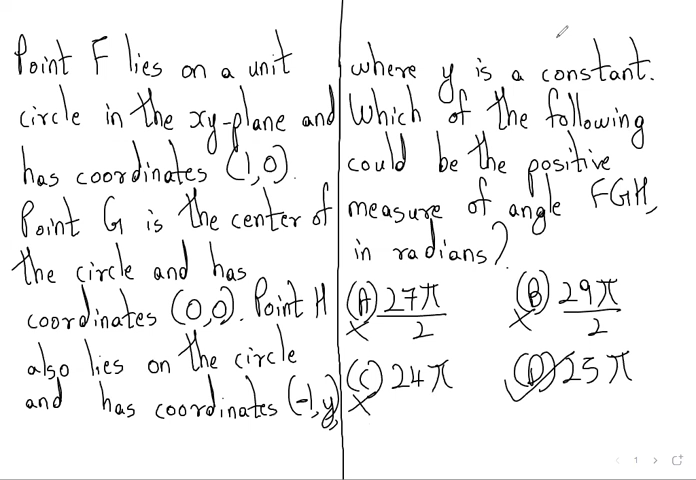 Point F lies on a unit
circle in the xy-plane and
has coordinates (1,0).
Point G is the center of
the circle and has
coordinates (0,0). Point H
also lies on the circle
and has coordinates (-1,y),
where y is a constant.
Which of the following
could be the positive
measure of angle FGH,
in radians?
(A) 27π/2 (B) 29π/2
(C) 24π (D) 25π
1